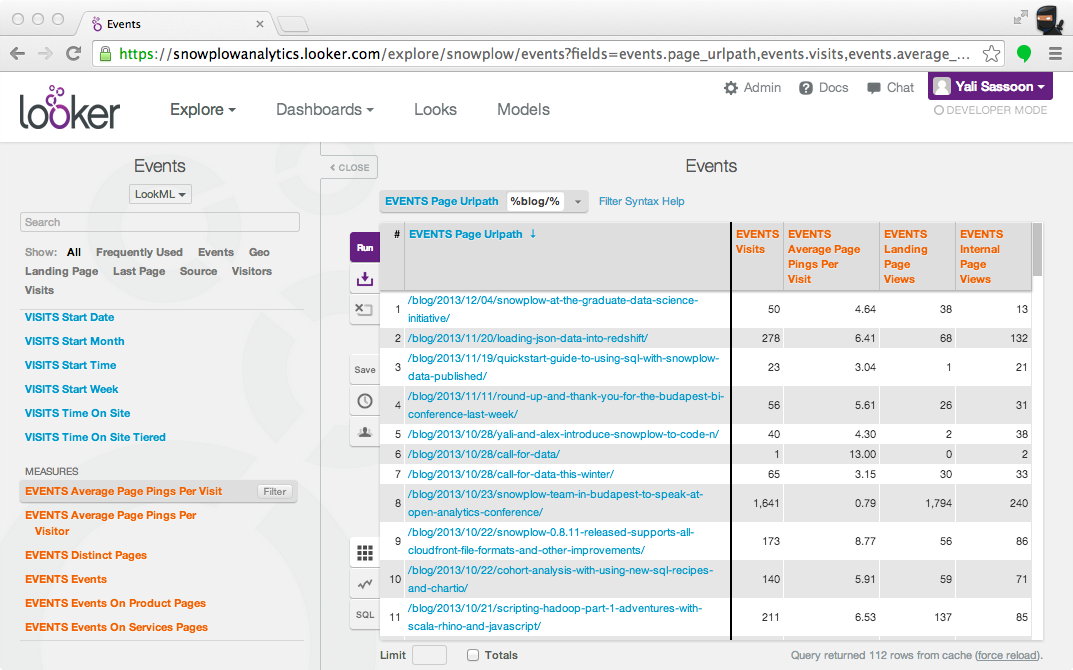 Events
https://snowplowanalytics.looker.com/explore/snowplow/events?fields=events.page_urlpath,events.visits,events.average_...
looker
Explore
Dashboards
Looks
Models
Admin
Docs
Chat
Yali Sassoon
DEVELOPER MODE
Events
LookML
Search
Show: All Frequently Used Events Geo
Landing Page Last Page Source Visitors
Visits
VISITS Start Date
VISITS Start Month
VISITS Start Time
VISITS Start Week
VISITS Time On Site
VISITS Time On Site Tiered
MEASURES
EVENTS Average Page Pings Per Visit Filter
EVENTS Average Page Pings Per
Visitor
EVENTS Distinct Pages
EVENTS Events
EVENTS Events On Product Pages
EVENTS Events On Services Pages
< CLOSE
Run
Save
SQL
Events
EVENTS Page Urlpath %blog/% Filter Syntax Help
# EVENTS Page Urlpath ↓
EVENTS
Visits
EVENTS
Average Page
Pings Per
Visit
EVENTS
Landing
Page
Views
EVENTS
Internal
Page
Views
1 /blog/2013/12/04/snowplow-at-the-graduate-data-science-
initiative/ 50 4.64 38 13
2 /blog/2013/11/20/loading-json-data-into-redshift/ 278 6.41 68 132
3 /blog/2013/11/19/quickstart-guide-to-using-sql-with-snowplow-
data-published/ 23 3.04 1 21
4 /blog/2013/11/11/round-up-and-thank-you-for-the-budapest-bi-
conference-last-week/ 56 5.61 26 31
5 /blog/2013/10/28/yali-and-alex-introduce-snowplow-to-code-n/ 40 4.30 2 38
6 /blog/2013/10/28/call-for-data/ 1 13.00 0 2
7 /blog/2013/10/28/call-for-data-this-winter/ 65 3.15 30 33
8 /blog/2013/10/23/snowplow-team-in-budapest-to-speak-at-
open-analytics-conference/ 1,641 0.79 1,794 240
9 /blog/2013/10/22/snowplow-0.8.11-released-supports-all-
cloudfront-file-formats-and-other-improvements/ 173 8.77 56 86
10 /blog/2013/10/22/cohort-analysis-with-using-new-sql-recipes-
and-chartio/ 140 5.91 59 71
11 /blog/2013/10/21/scripting-hadoop-part-1-adventures-with-
scala-rhino-and-javascript/ 211 6.53 137 85
Limit
Totals
Query returned 112 rows from cache (force reload).